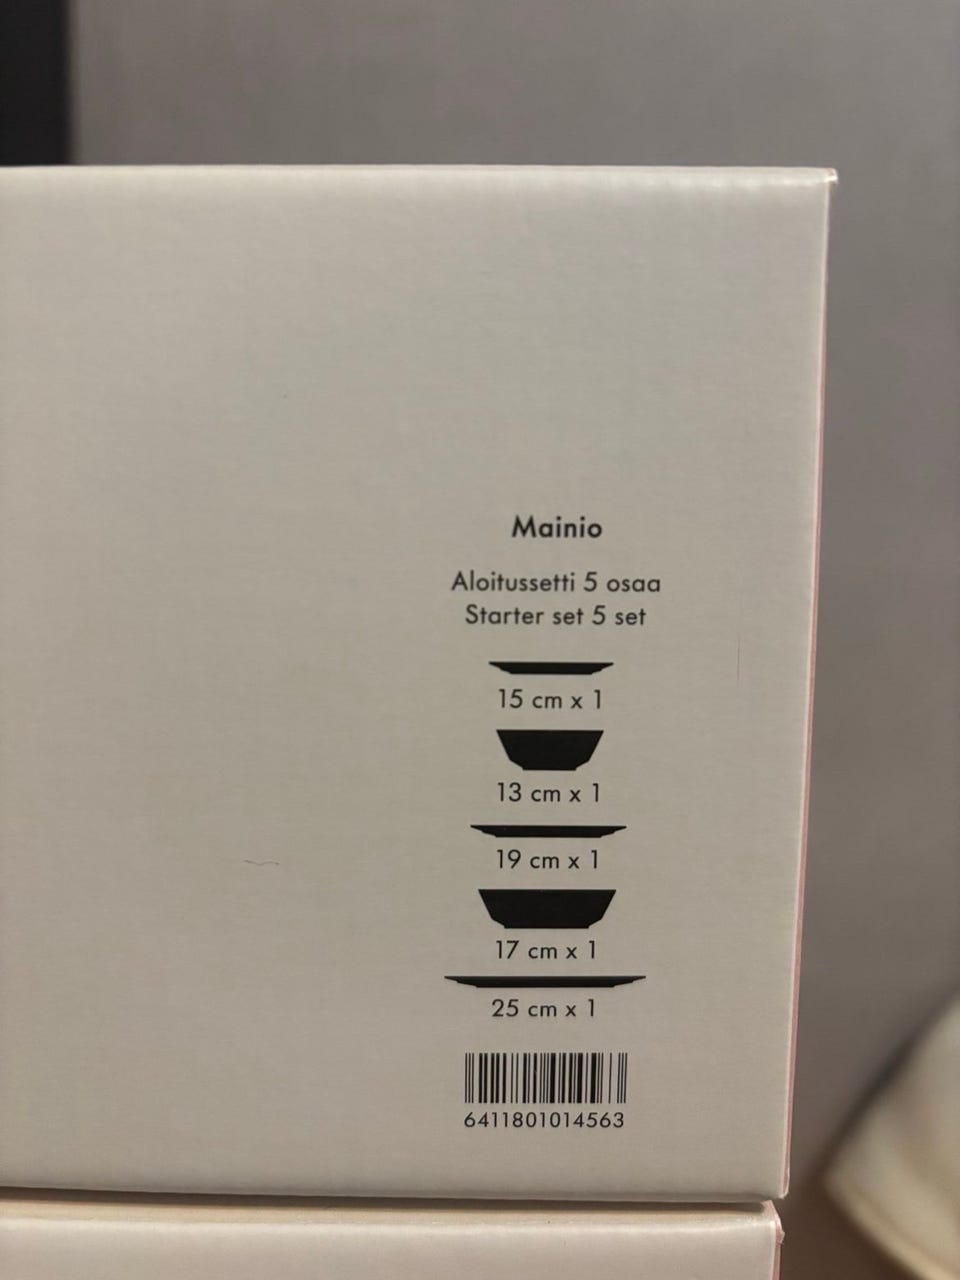 Mainio
Aloitussetti 5 osaa
Starter set 5 set
15 cm x 1
13 cm x 1
19 cm x 1
17 cm x 1
25 cm x 1
6411801014563